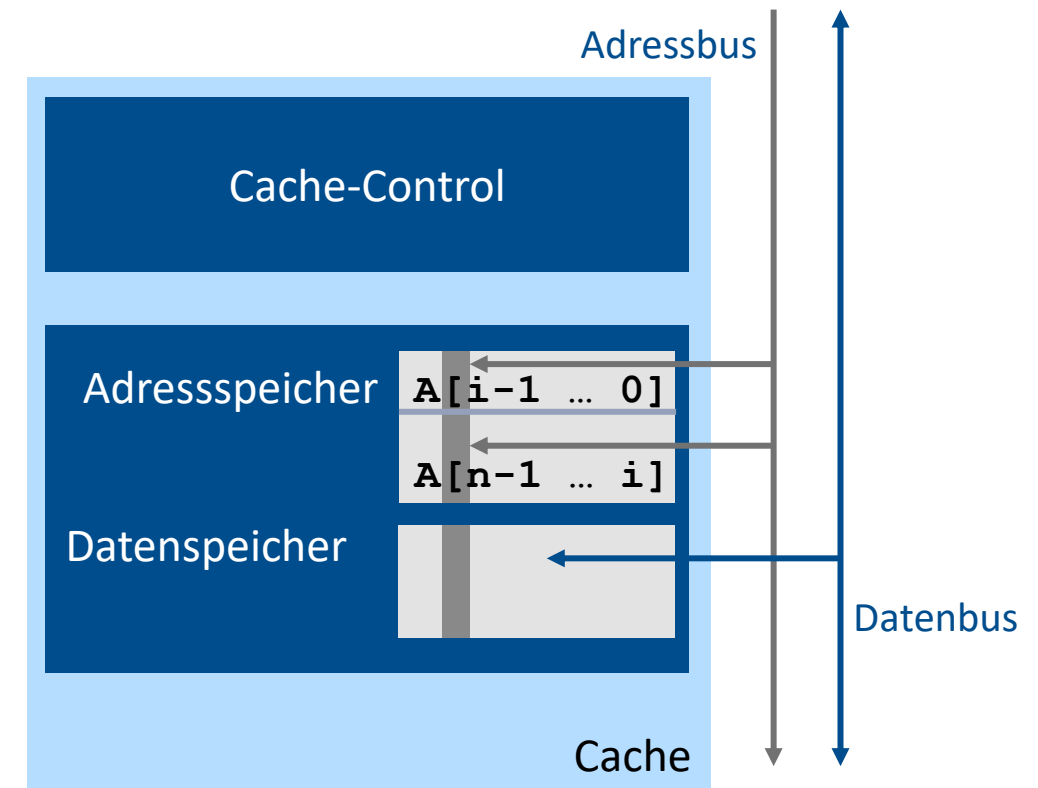 Adressbus
Cache-Control
Adressspeicher
A[i-1 … 0]
A[n-1 … i]
Datenspeicher
Datenbus
Cache